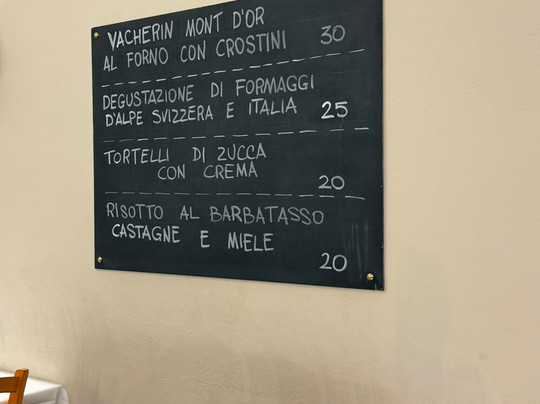 VACHERIN MONT D'OR
AL FORNO CON CROSTINI 30
DEGUSTAZIONE DI FORMAGGI
D'ALPE SVIZZERA E ITALIA 25
TORTELLI DI ZUCCA
CON CREMA
20
RISOTTO AL BARBATASSO
CASTAGNE E MIELE
20